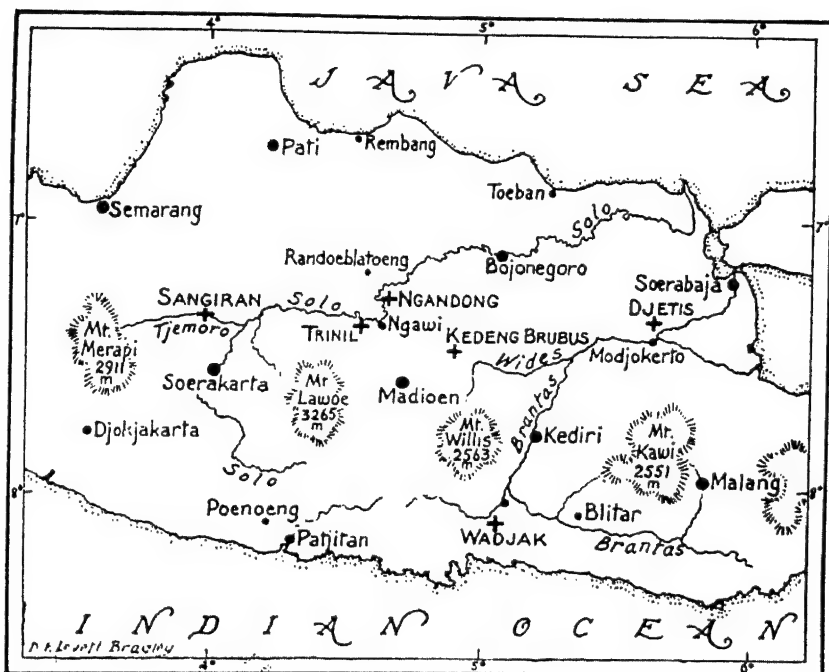 4° 5° 6°
JAVA SEA
Pati
Rembang
Toeban
Semarang
7° 7°
Solo
Randoeblatoeng
Bojonegoro
Soerabaja
SANGIRAN
Solo
NGANDONG
DJETIS
Tjemoro
TRINIL
Ngawi
KEDENG BRUBUS
Mt.
Merapi
2911
m
Wides
Modjokerto
Soerakarta
Mt
Lawoe
3265
m
Madioen
Brantas
Djokjakarta
Mt.
Willis
2563
m
Kediri
Mt.
Kawi
2551
m
Malang
Solo
8° 8°
Poenoeng
Patjitan
WADJAK
Blitar
Brantas
INDIAN OCEAN
4° 5° 6°